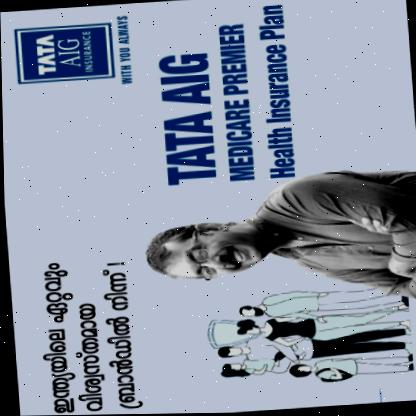 TATA
AIG
INSURANCE
WITH YOU ALWAYS
TATA AIG
MEDICARE PREMIER
Health Insurance Plan
ഇന്ത്യയിലെ ഏറ്റവും
വിശ്വസ്തമായ
ബ്രാൻഡിൽ നിന്ന് !